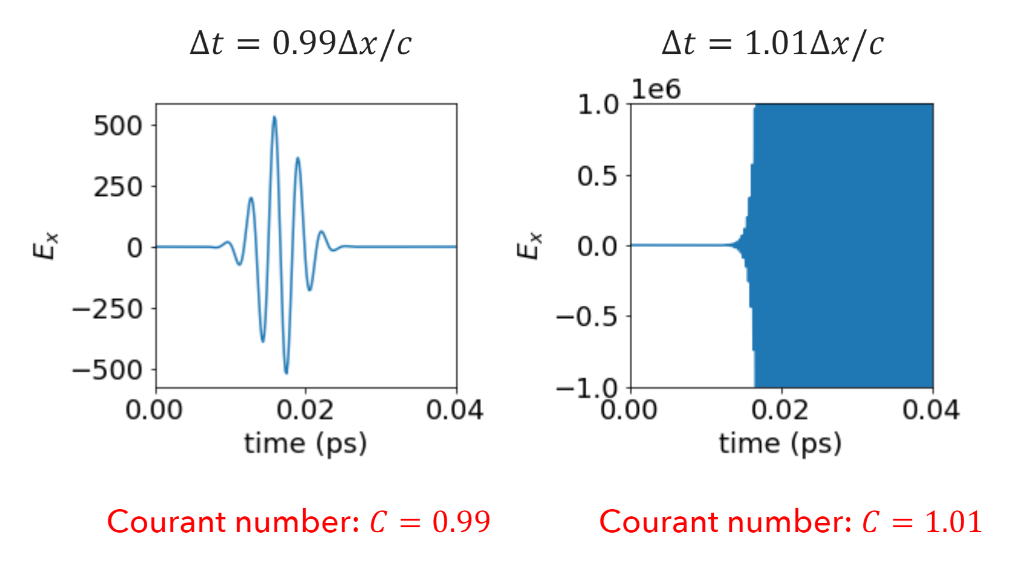 Δt = 0.99Δx/c
500
250
0
−250
−500
E_x
0.00 0.02 0.04
time (ps)
Courant number: C = 0.99
Δt = 1.01Δx/c
1e6
1.0
0.5
0.0
−0.5
−1.0
E_x
0.00 0.02 0.04
time (ps)
Courant number: C = 1.01